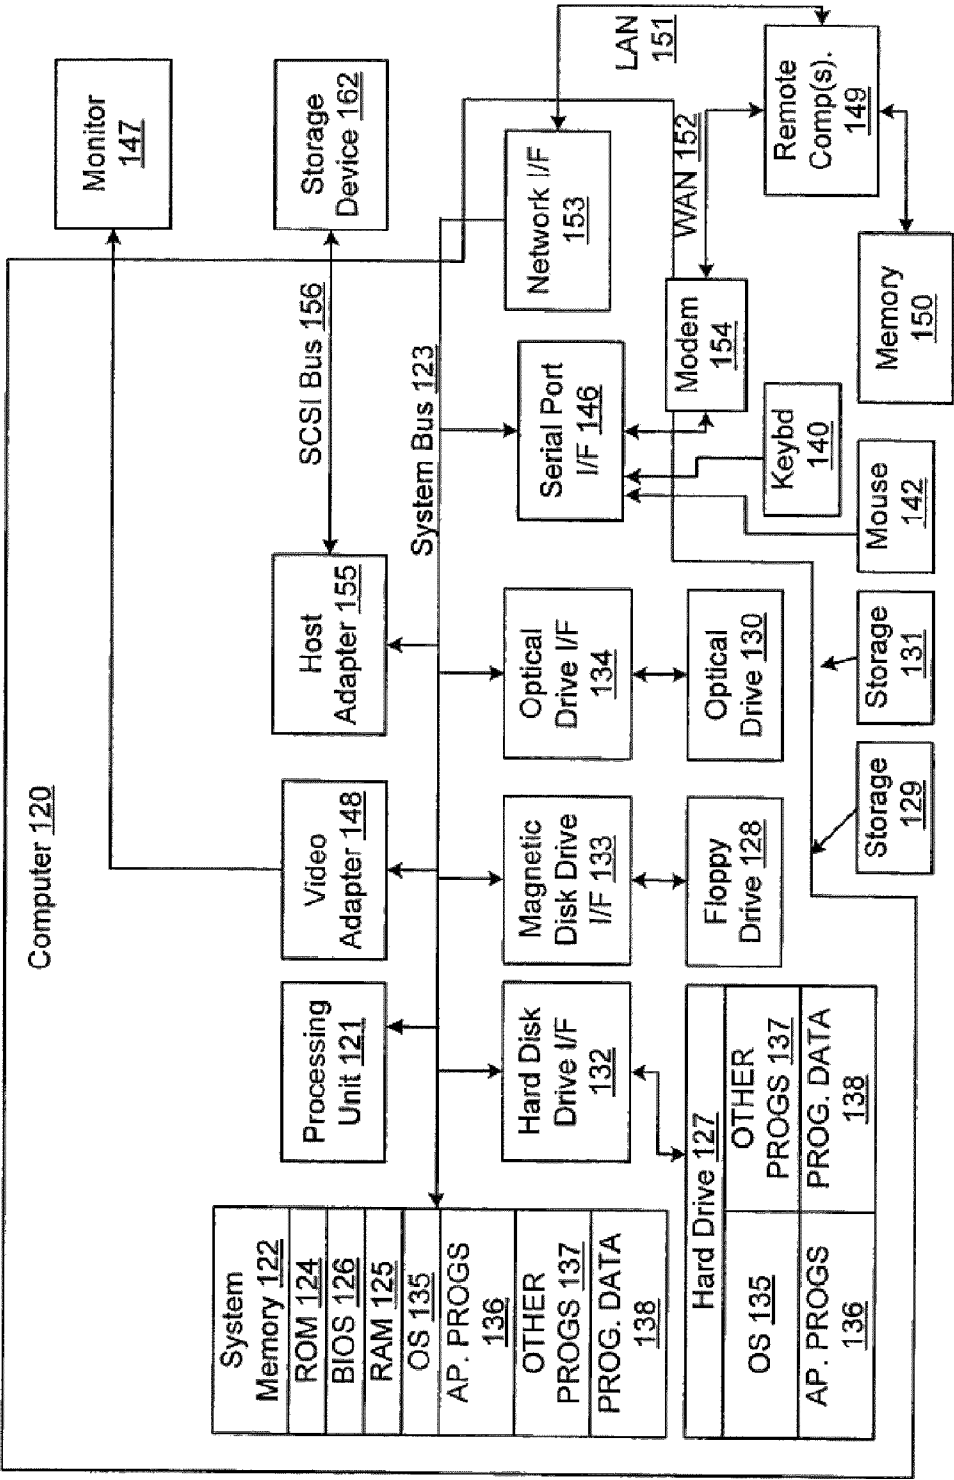 Computer 120
Monitor
147
Storage
Device 162
SCSI Bus 156
Processing
Unit 121
Video
Adapter 148
Host
Adapter 155
System Bus 123
System
Memory 122
ROM 124
BIOS 126
RAM 125
OS 135
AP. PROGS
136
OTHER
PROGS 137
PROG. DATA
138
Hard Disk
Drive I/F
132
Magnetic
Disk Drive
I/F 133
Optical
Drive I/F
134
Serial Port
I/F 146
Network I/F
153
LAN
151
Hard Drive 127
OS 135
OTHER
PROGS 137
AP. PROGS
136
PROG. DATA
138
Floppy
Drive 128
Optical
Drive 130
Modem
154
WAN 152
Remote
Comp(s).
149
Keybd
140
Storage
129
Storage
131
Mouse
142
Memory
150